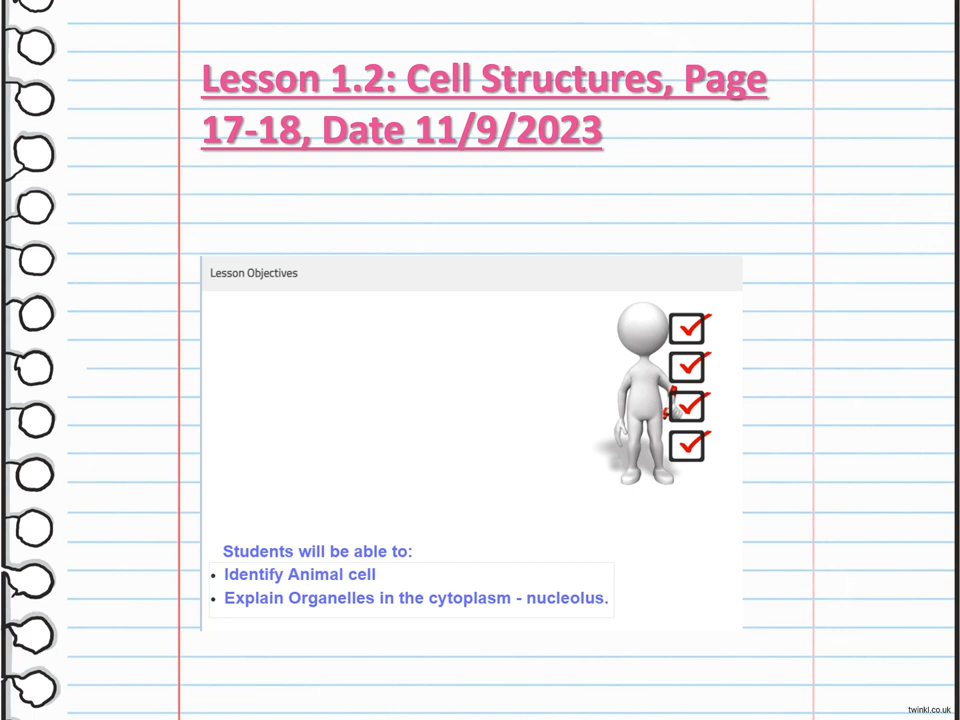 Lesson 1.2: Cell Structures, Page
17-18, Date 11/9/2023
Lesson Objectives
Students will be able to:
• Identify Animal cell
• Explain Organelles in the cytoplasm - nucleolus.
twinkl.co.uk